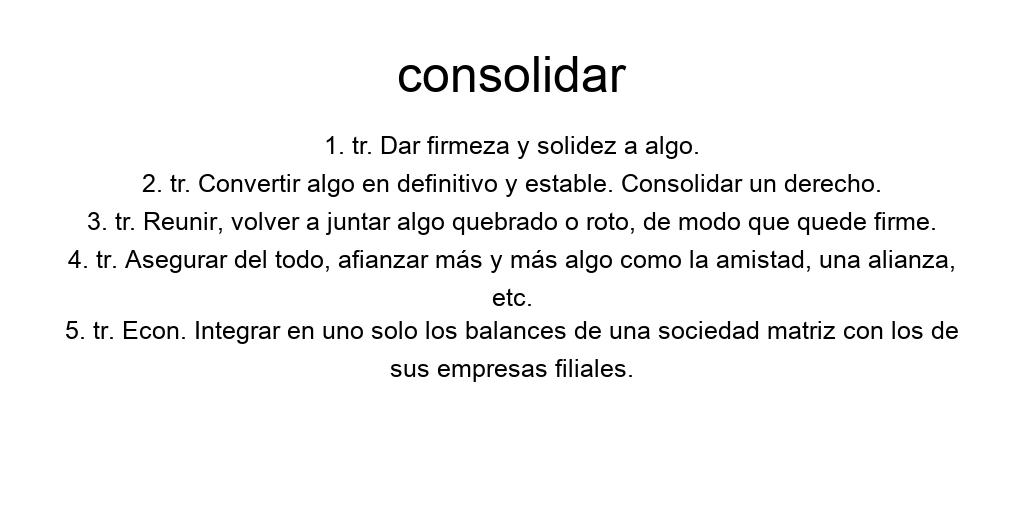 consolidar
1. tr. Dar firmeza y solidez a algo.
2. tr. Convertir algo en definitivo y estable. Consolidar un derecho.
3. tr. Reunir, volver a juntar algo quebrado o roto, de modo que quede firme.
4. tr. Asegurar del todo, afianzar más y más algo como la amistad, una alianza,
etc.
5. tr. Econ. Integrar en uno solo los balances de una sociedad matriz con los de
sus empresas filiales.